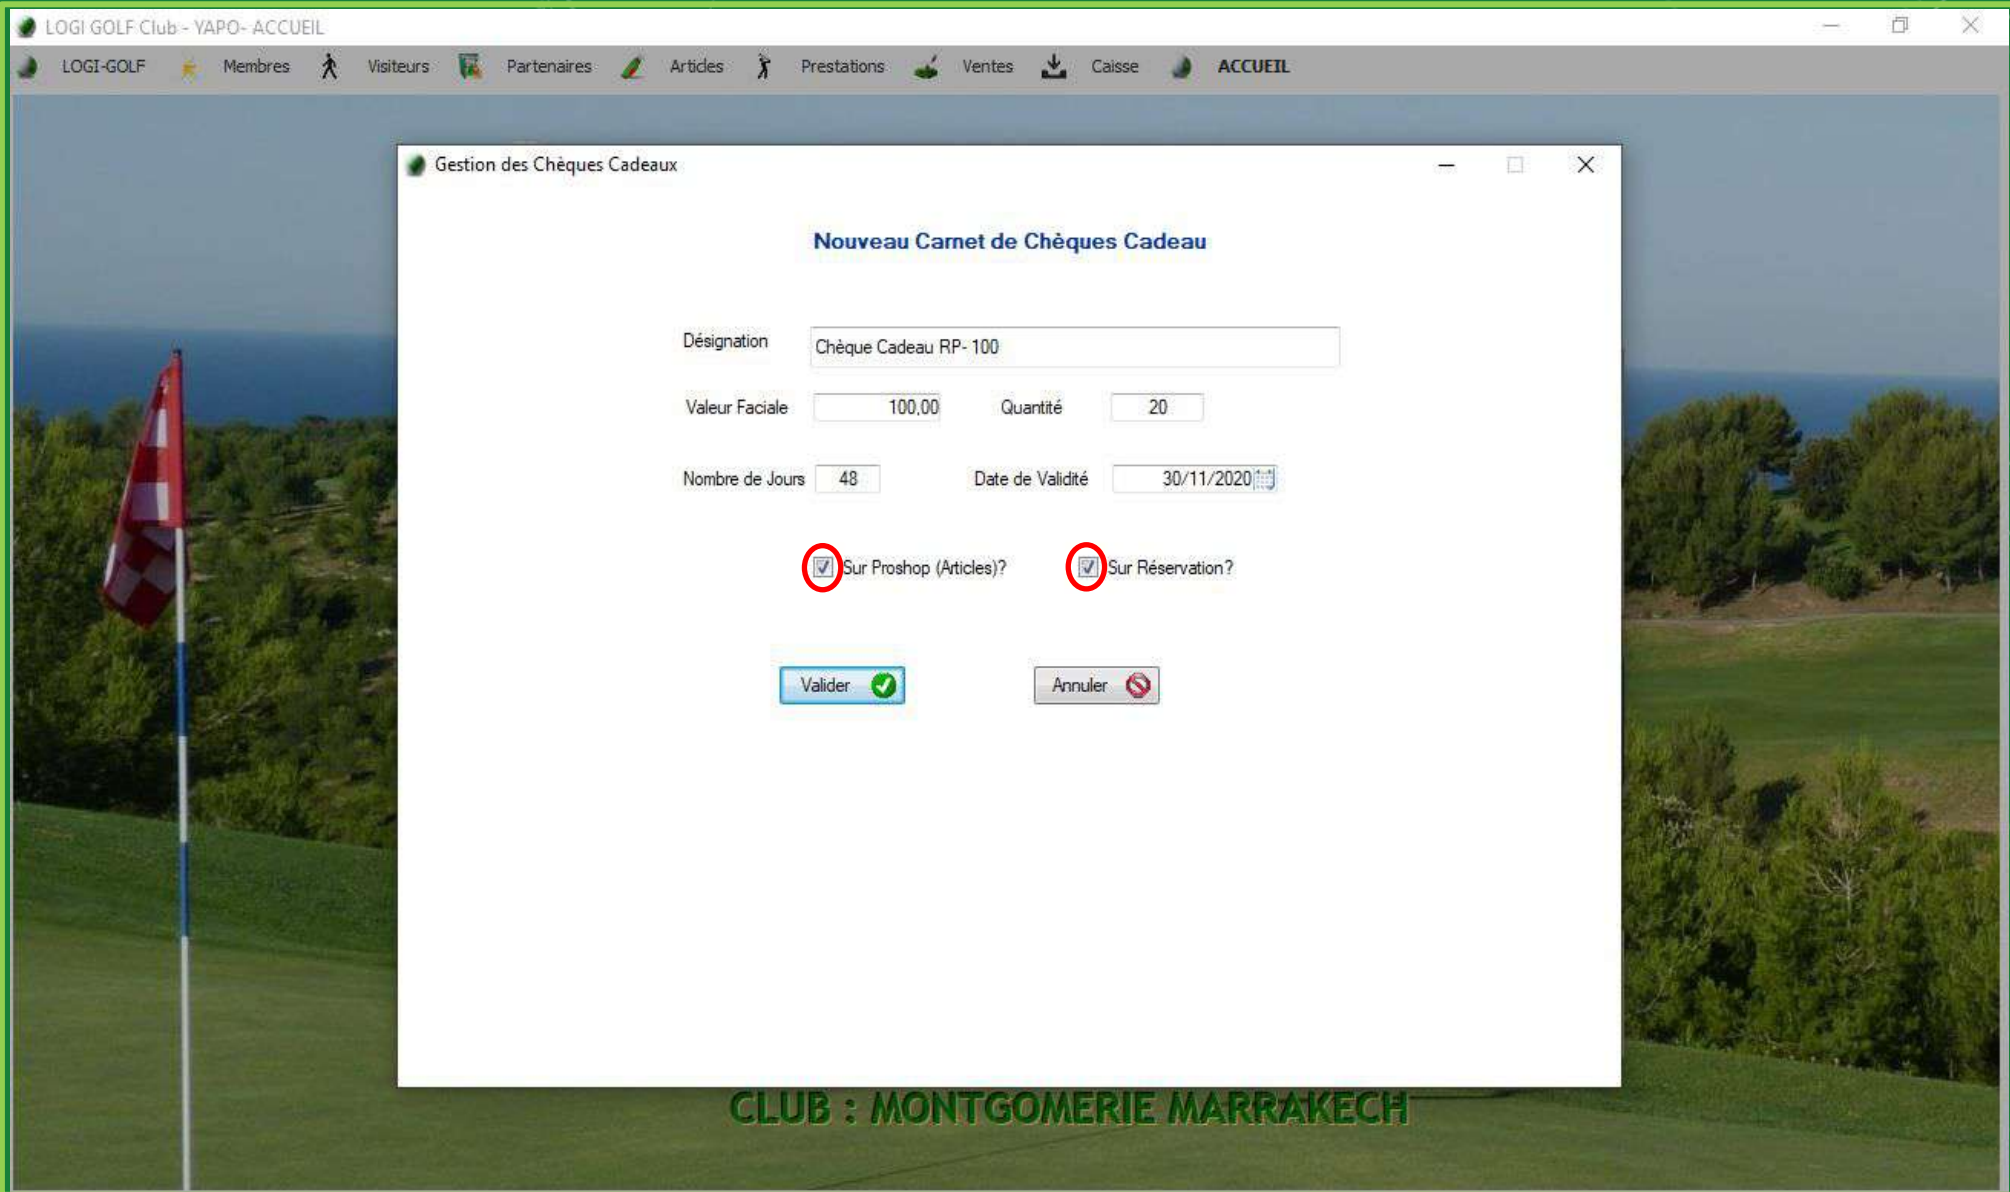 LOGI GOLF Club - YAPO- ACCUEIL
LOGI-GOLF Membres Visiteurs Partenaires Articles Prestations Ventes Caisse ACCUEIL
Gestion des Chèques Cadeaux
Nouveau Carnet de Chèques Cadeau
Désignation Chèque Cadeau RP- 100
Valeur Faciale 100,00 Quantité 20
Nombre de Jours 48 Date de Validité 30/11/2020
Sur Proshop (Articles)? Sur Réservation?
Valider Annuler
CLUB : MONTGOMERIE MARRAKECH